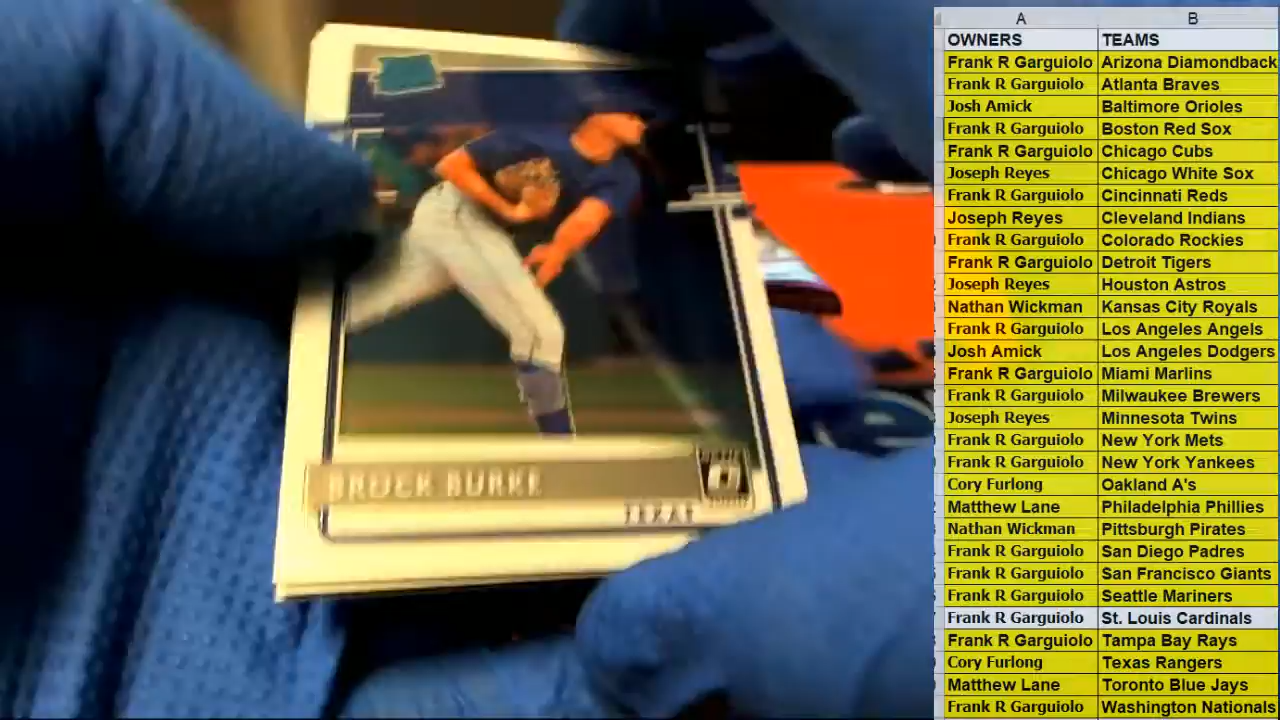 BROCK BURKE
TEXAS
A B
OWNERS TEAMS
Frank R Garguiolo Arizona Diamondback
Frank R Garguiolo Atlanta Braves
Josh Amick Baltimore Orioles
Frank R Garguiolo Boston Red Sox
Frank R Garguiolo Chicago Cubs
Joseph Reyes Chicago White Sox
Frank R Garguiolo Cincinnati Reds
Joseph Reyes Cleveland Indians
Frank R Garguiolo Colorado Rockies
Frank R Garguiolo Detroit Tigers
Joseph Reyes Houston Astros
Nathan Wickman Kansas City Royals
Frank R Garguiolo Los Angeles Angels
Josh Amick Los Angeles Dodgers
Frank R Garguiolo Miami Marlins
Frank R Garguiolo Milwaukee Brewers
Joseph Reyes Minnesota Twins
Frank R Garguiolo New York Mets
Frank R Garguiolo New York Yankees
Cory Furlong Oakland A's
Matthew Lane Philadelphia Phillies
Nathan Wickman Pittsburgh Pirates
Frank R Garguiolo San Diego Padres
Frank R Garguiolo San Francisco Giants
Frank R Garguiolo Seattle Mariners
Frank R Garguiolo St. Louis Cardinals
Frank R Garguiolo Tampa Bay Rays
Cory Furlong Texas Rangers
Matthew Lane Toronto Blue Jays
Frank R Garguiolo Washington Nationals